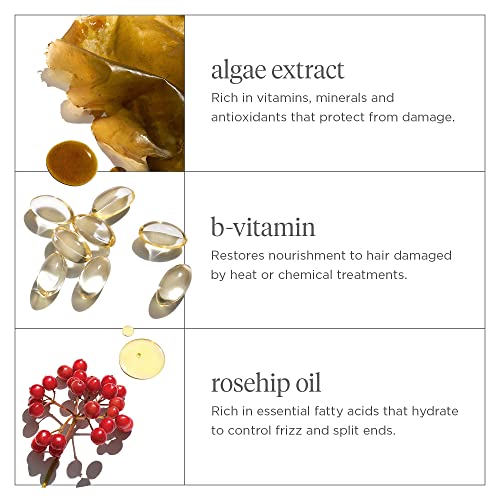 algae extract
Rich in vitamins, minerals and
antioxidants that protect from damage.
b-vitamin
Restores nourishment to hair damaged
by heat or chemical treatments.
rosehip oil
Rich in essential fatty acids that hydrate
to control frizz and split ends.